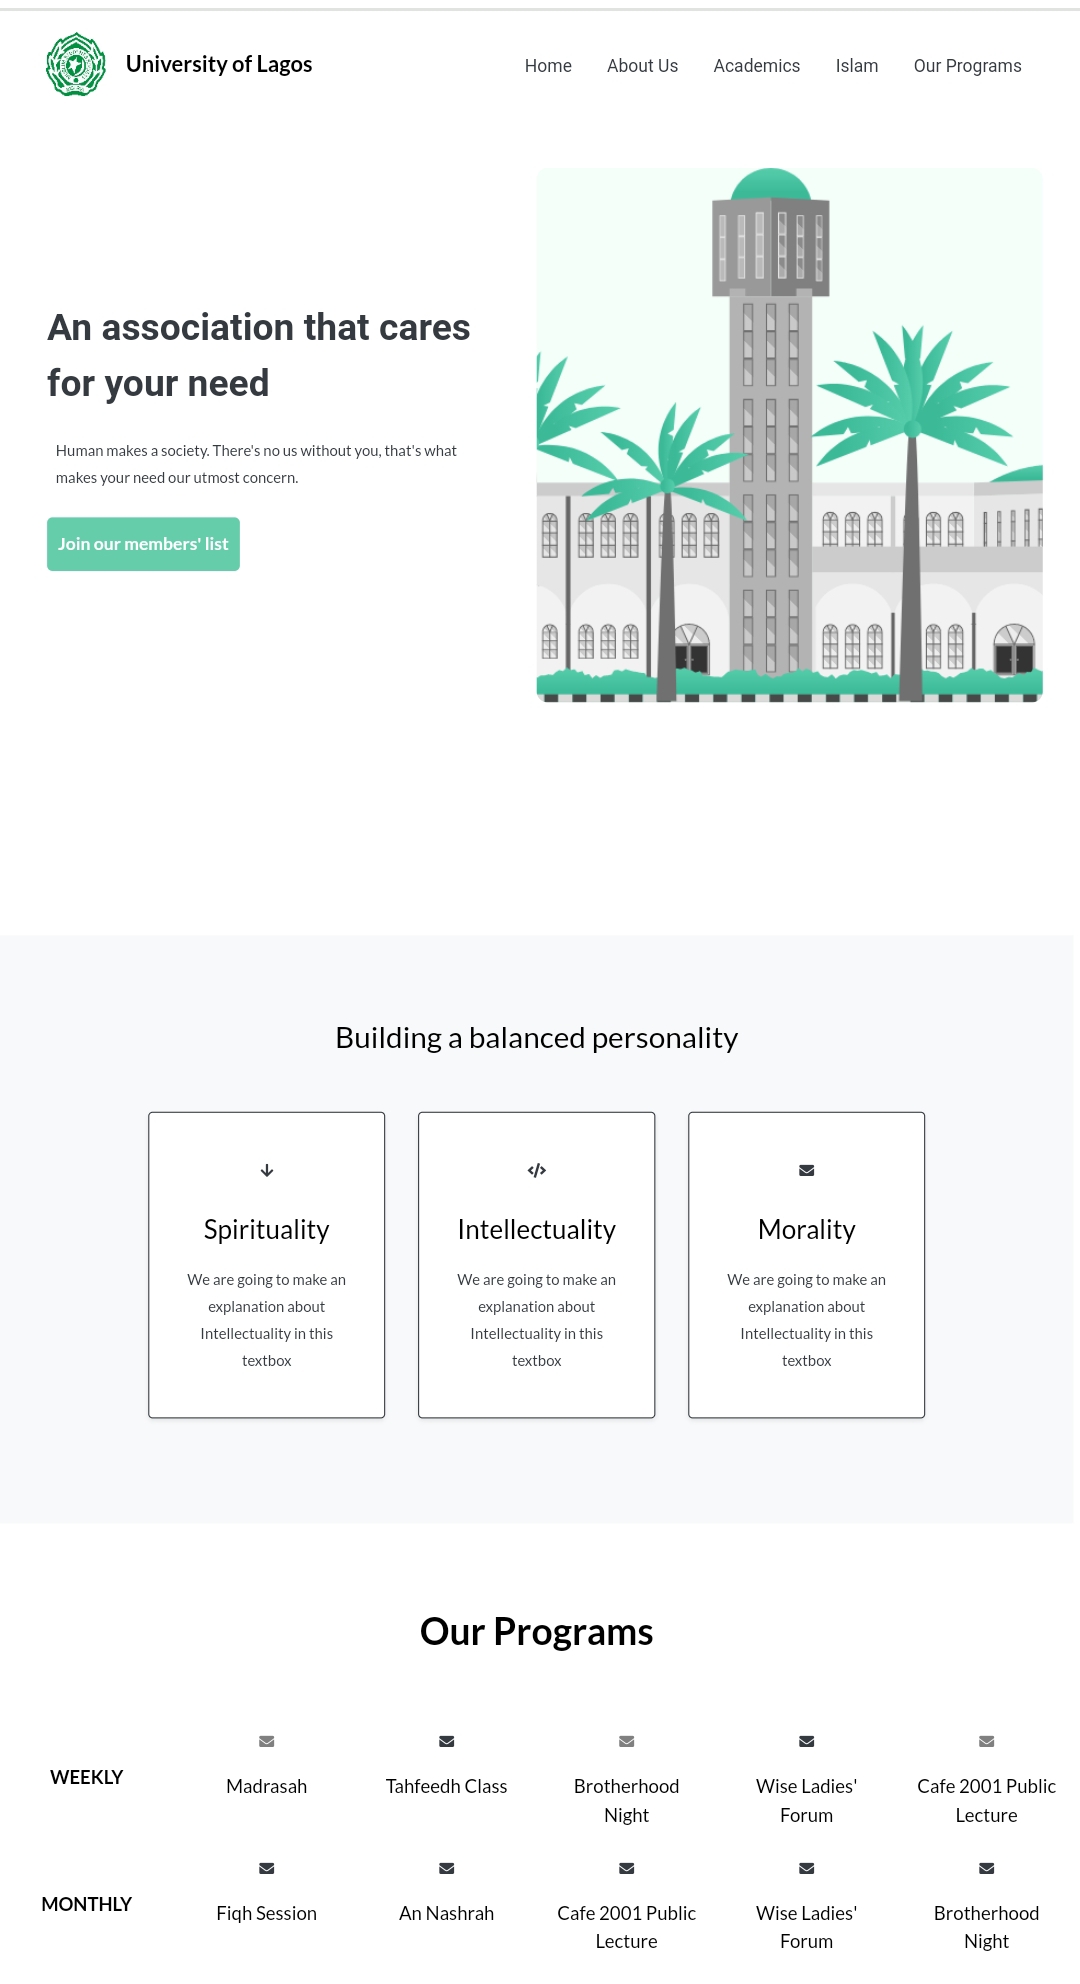 University of Lagos
Home About Us Academics Islam Our Programs
An association that cares
for your need
Human makes a society. There's no us without you, that's what
makes your need our utmost concern.
Join our members' list
Building a balanced personality
Spirituality
We are going to make an
explanation about
Intellectuality in this
textbox
Intellectuality
We are going to make an
explanation about
Intellectuality in this
textbox
Morality
We are going to make an
explanation about
Intellectuality in this
textbox
Our Programs
WEEKLY
Madrasah
Tahfeedh Class
Brotherhood
Night
Wise Ladies'
Forum
Cafe 2001 Public
Lecture
MONTHLY
Fiqh Session
An Nashrah
Cafe 2001 Public
Lecture
Wise Ladies'
Forum
Brotherhood
Night